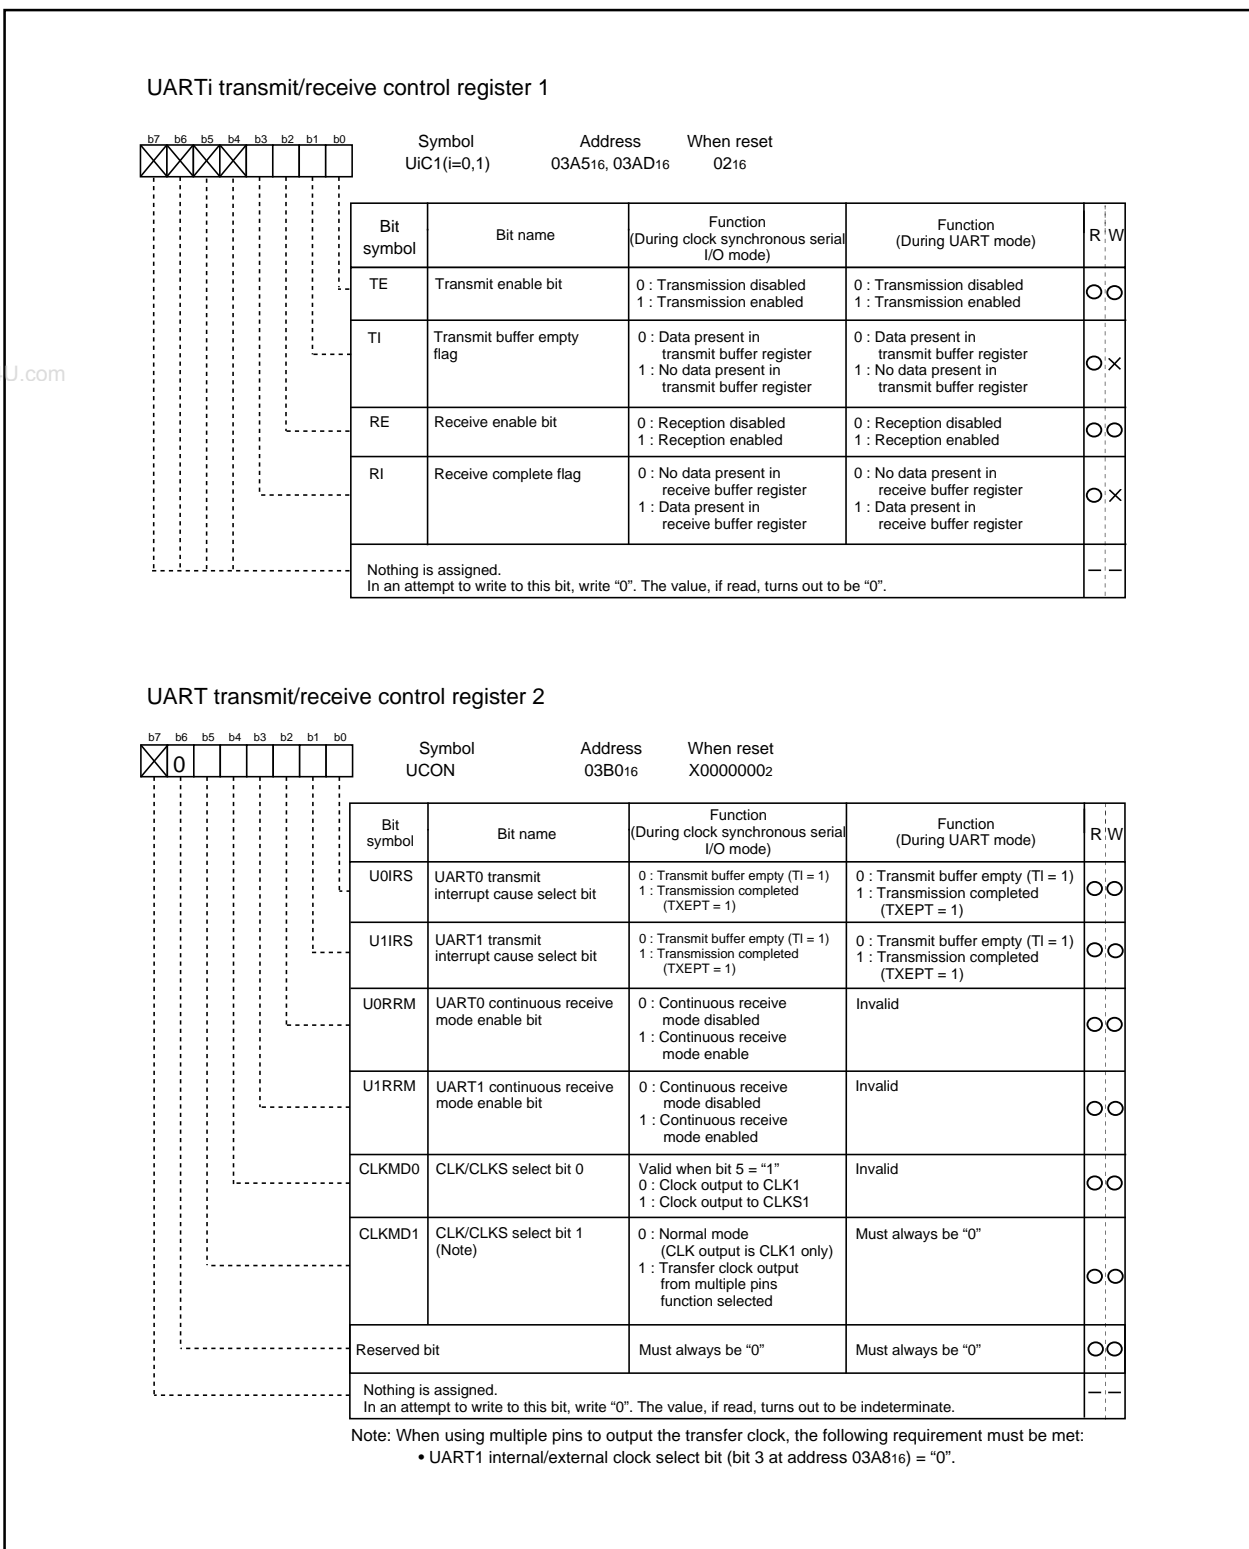 UARTi transmit/receive control register 1
b7 b6 b5 b4 b3 b2 b1 b0
Symbol Address When reset
UiC1(i=0,1) 03A516, 03AD16 0216
Bit symbol
Bit name
Function
(During clock synchronous serial
I/O mode)
Function
(During UART mode)
R W
TE
Transmit enable bit
0 : Transmission disabled
1 : Transmission enabled
0 : Transmission disabled
1 : Transmission enabled
TI
Transmit buffer empty
flag
0 : Data present in
transmit buffer register
1 : No data present in
transmit buffer register
0 : Data present in
transmit buffer register
1 : No data present in
transmit buffer register
U.com
RE
Receive enable bit
0 : Reception disabled
1 : Reception enabled
0 : Reception disabled
1 : Reception enabled
RI
Receive complete flag
0 : No data present in
receive buffer register
1 : Data present in
receive buffer register
0 : No data present in
receive buffer register
1 : Data present in
receive buffer register
Nothing is assigned.
In an attempt to write to this bit, write “0”. The value, if read, turns out to be “0”.
UART transmit/receive control register 2
b7 b6 b5 b4 b3 b2 b1 b0
0
Symbol Address When reset
UCON 03B016 X00000002
Bit
symbol
Bit name
Function
(During clock synchronous serial
I/O mode)
Function
(During UART mode)
R W
U0IRS
UART0 transmit
interrupt cause select bit
0 : Transmit buffer empty (TI = 1)
1 : Transmission completed
(TXEPT = 1)
0 : Transmit buffer empty (TI = 1)
1 : Transmission completed
(TXEPT = 1)
U1IRS
UART1 transmit
interrupt cause select bit
0 : Transmit buffer empty (TI = 1)
1 : Transmission completed
(TXEPT = 1)
0 : Transmit buffer empty (TI = 1)
1 : Transmission completed
(TXEPT = 1)
U0RRM
UART0 continuous receive
mode enable bit
0 : Continuous receive
mode disabled
1 : Continuous receive
mode enable
Invalid
U1RRM
UART1 continuous receive
mode enable bit
0 : Continuous receive
mode disabled
1 : Continuous receive
mode enabled
Invalid
CLKMD0
CLK/CLKS select bit 0
Valid when bit 5 = “1”
0 : Clock output to CLK1
1 : Clock output to CLKS1
Invalid
CLKMD1
CLK/CLKS select bit 1
(Note)
0 : Normal mode
(CLK output is CLK1 only)
1 : Transfer clock output
from multiple pins
function selected
Must always be “0”
Reserved bit
Must always be “0”
Must always be “0”
Nothing is assigned.
In an attempt to write to this bit, write “0”. The value, if read, turns out to be indeterminate.
Note: When using multiple pins to output the transfer clock, the following requirement must be met:
• UART1 internal/external clock select bit (bit 3 at address 03A816) = “0”.